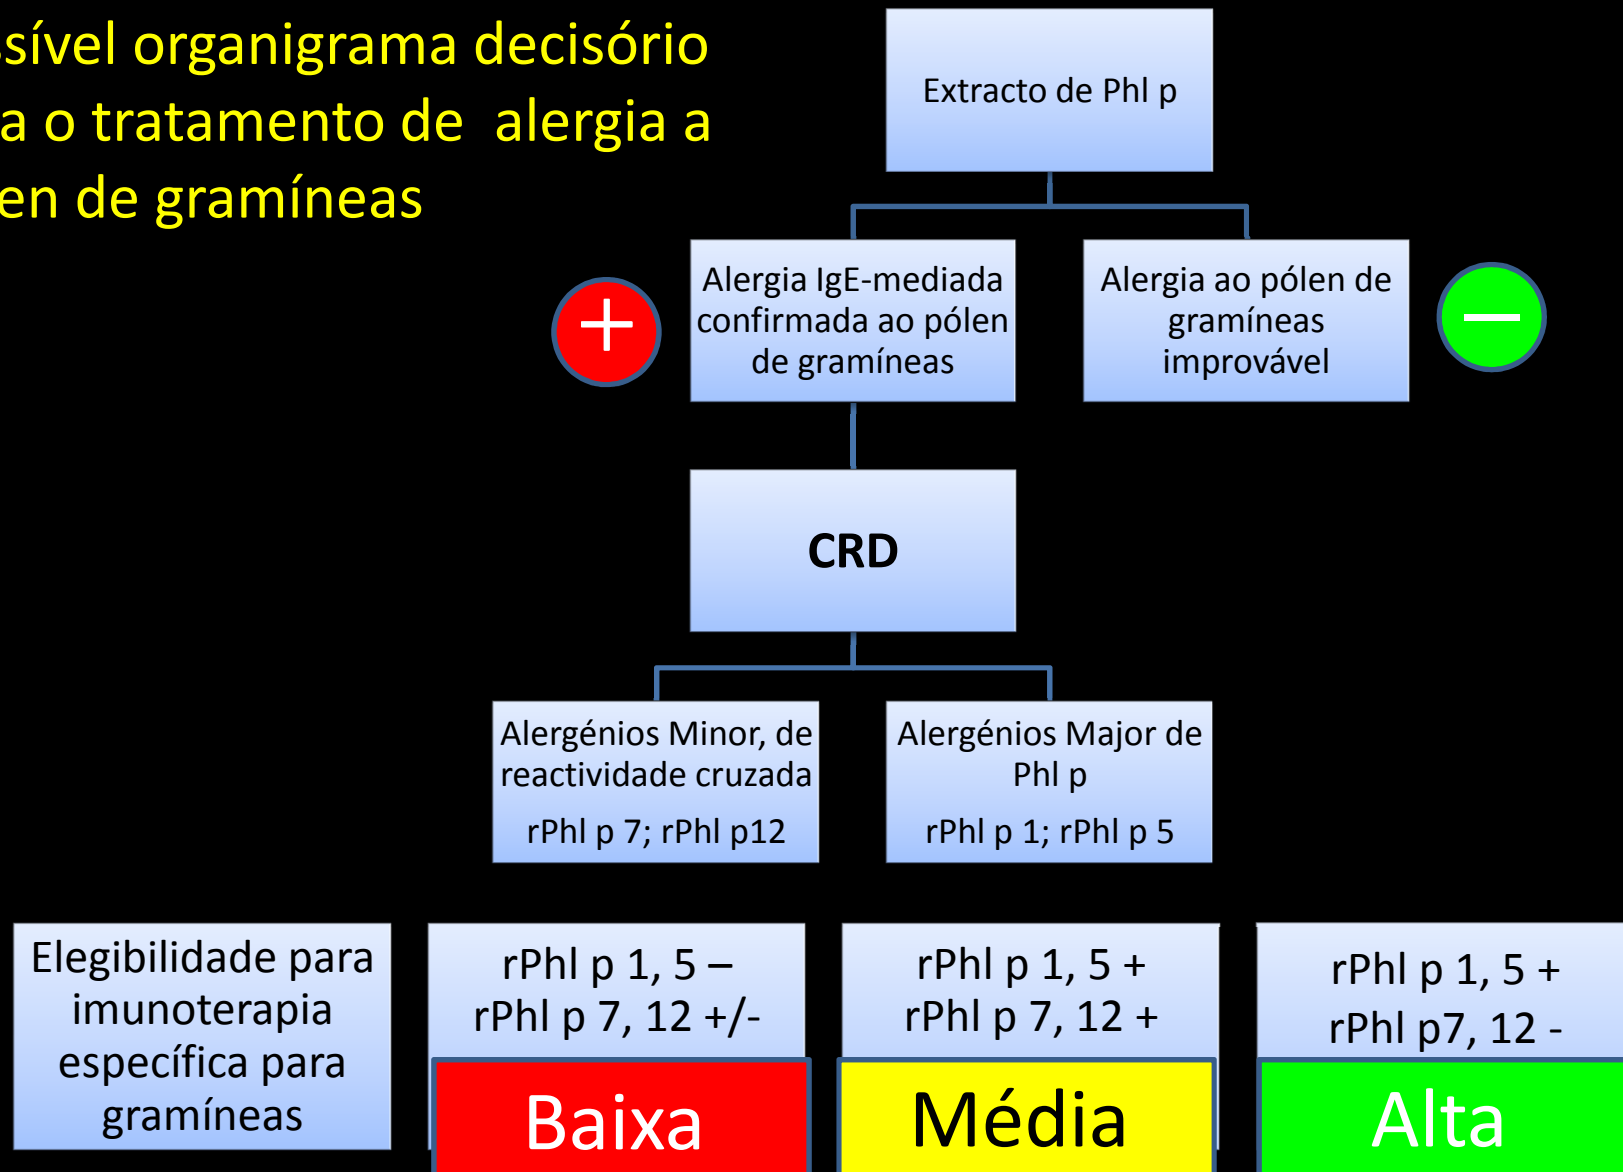 ssível organigrama decisório
a o tratamento de alergia a
en de gramíneas
Extracto de Phl p
+
Alergia IgE-mediada
confirmada ao pólen
de gramíneas
Alergia ao pólen de
gramíneas
improvável
–
CRD
Alergénios Minor, de
reactividade cruzada
rPhl p 7; rPhl p12
Alergénios Major de
Phl p
rPhl p 1; rPhl p 5
Elegibilidade para
imunoterapia
específica para
gramíneas
rPhl p 1, 5 –
rPhl p 7, 12 +/-
Baixa
rPhl p 1, 5 +
rPhl p 7, 12 +
Média
rPhl p 1, 5 +
rPhl p7, 12 -
Alta